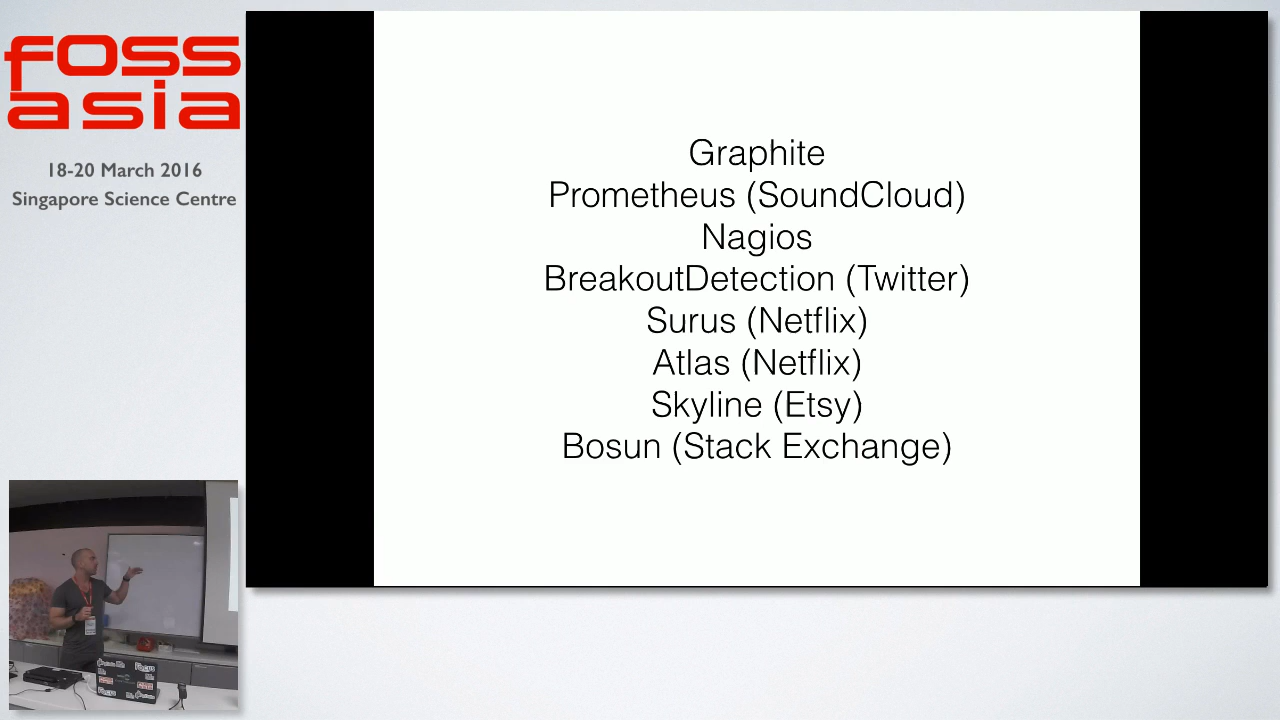 foss
asia
18-20 March 2016
Singapore Science Centre
Graphite
Prometheus (SoundCloud)
Nagios
BreakoutDetection (Twitter)
Surus (Netflix)
Atlas (Netflix)
Skyline (Etsy)
Bosun (Stack Exchange)